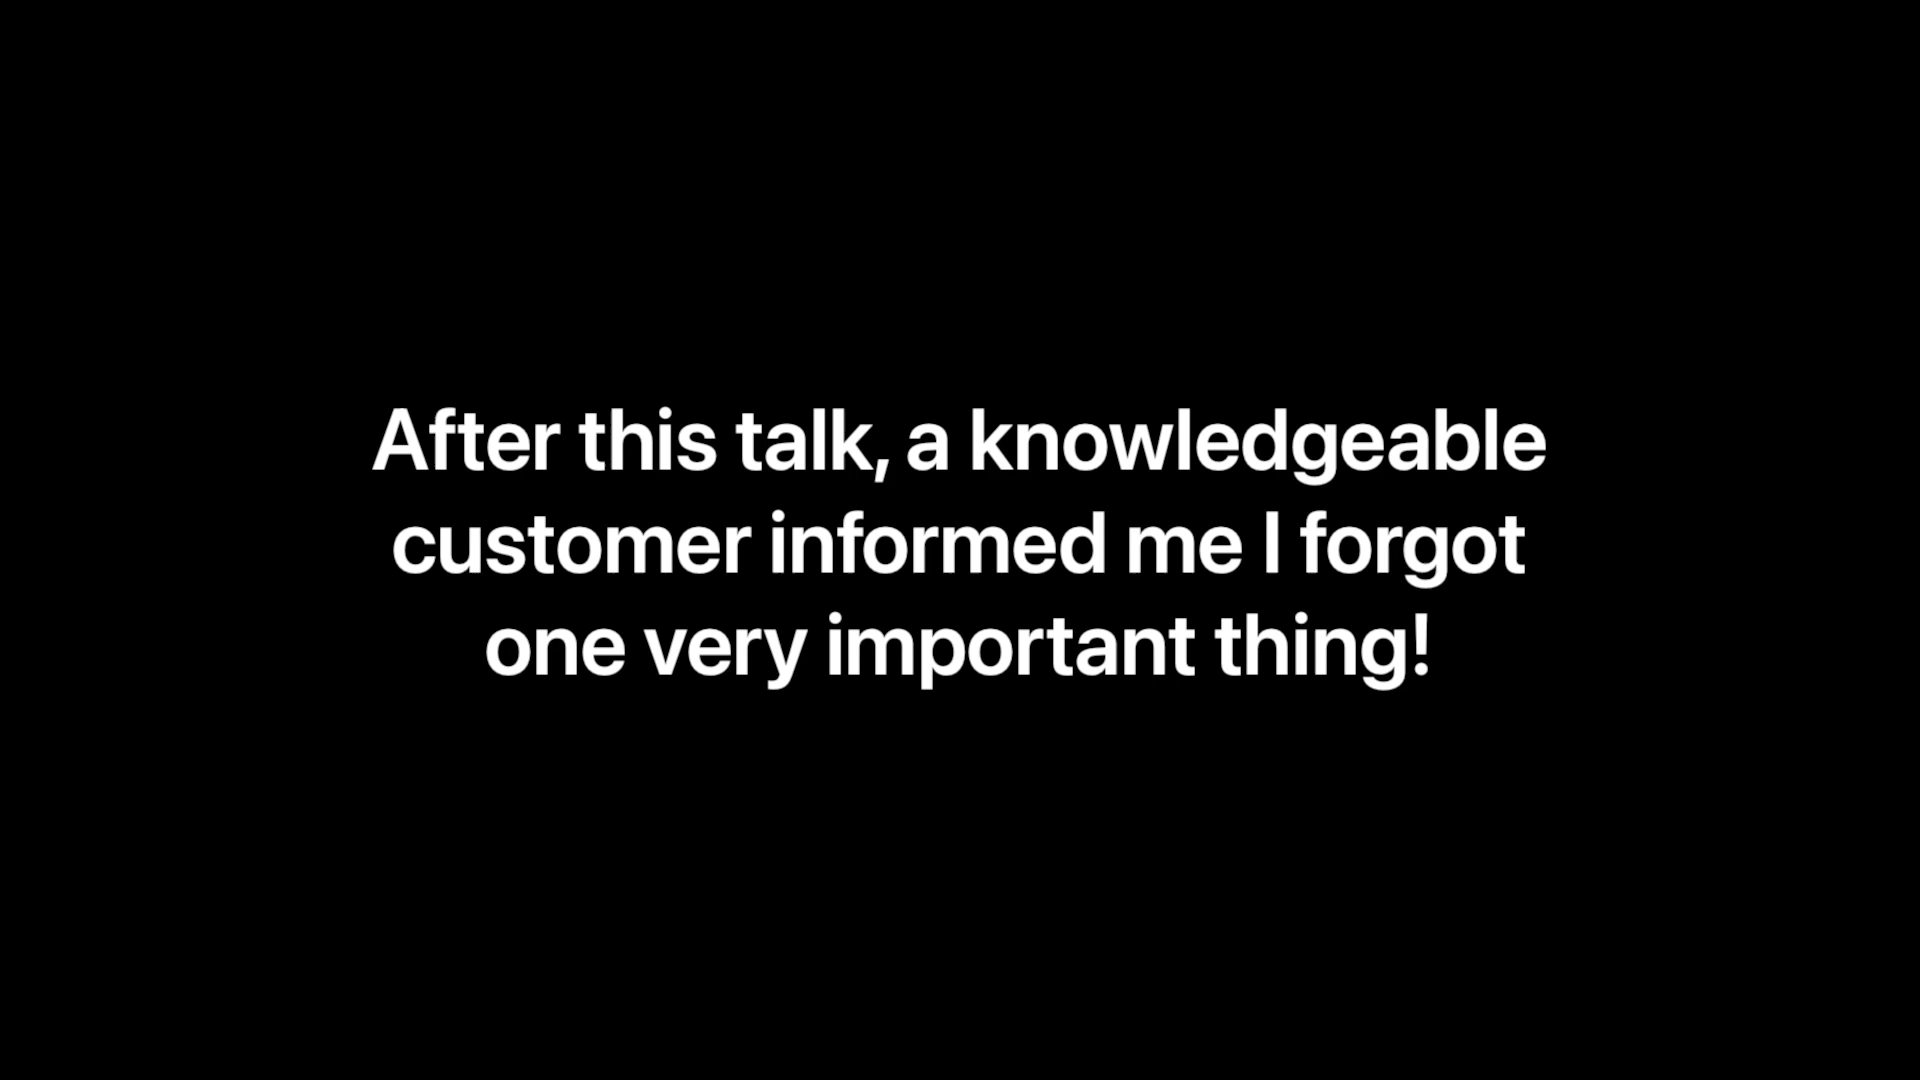 After this talk, a knowledgeable
customer informed me I forgot
one very important thing!